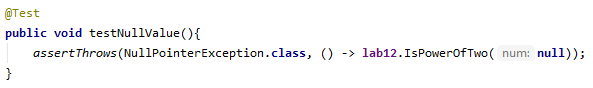 @Test
public void testNullValue(){
assertThrows(NullPointerException.class, () -> lab12.IsPowerOfTwo( num: null));
}